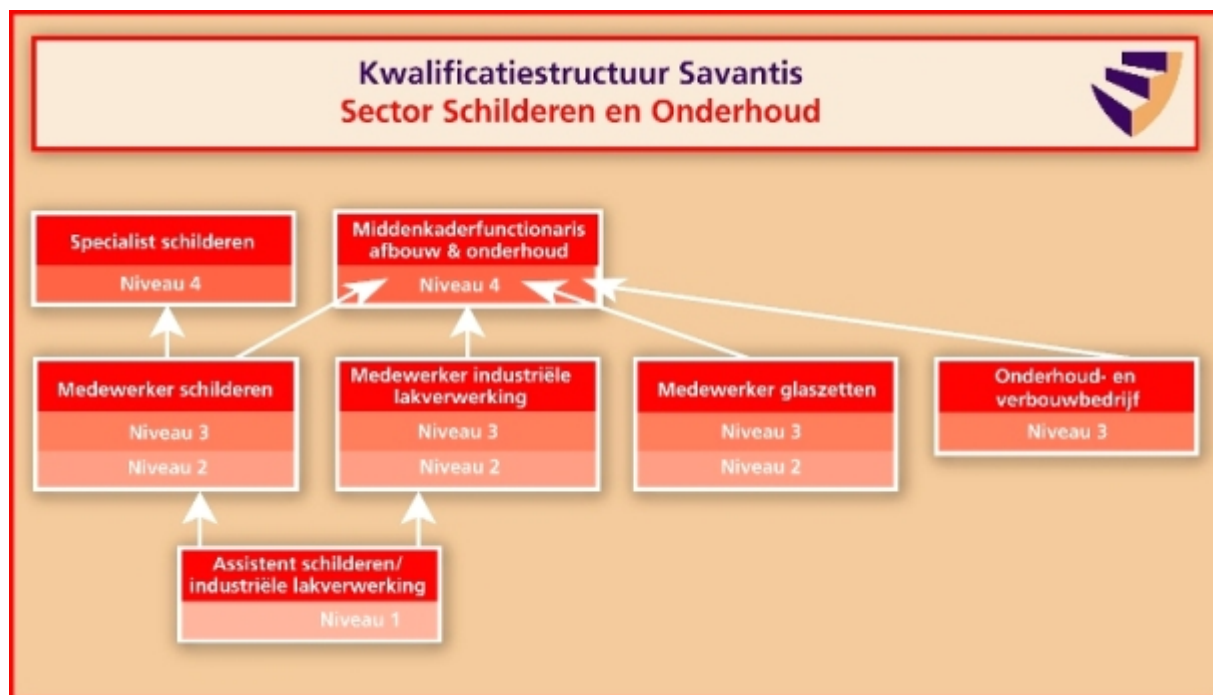 Kwalificatiestructuur Savantis
Sector Schilderen en Onderhoud
Specialist schilderen
Niveau 4
Middenkaderfunctionaris
afbouw & onderhoud
Niveau 4
Medewerker schilderen
Niveau 3
Niveau 2
Medewerker industriële
lakverwerking
Niveau 3
Niveau 2
Medewerker glaszetten
Niveau 3
Niveau 2
Onderhoud- en
verbouwbedrijf
Niveau 3
Assistent schilderen/
industriële lakverwerking
Niveau 1